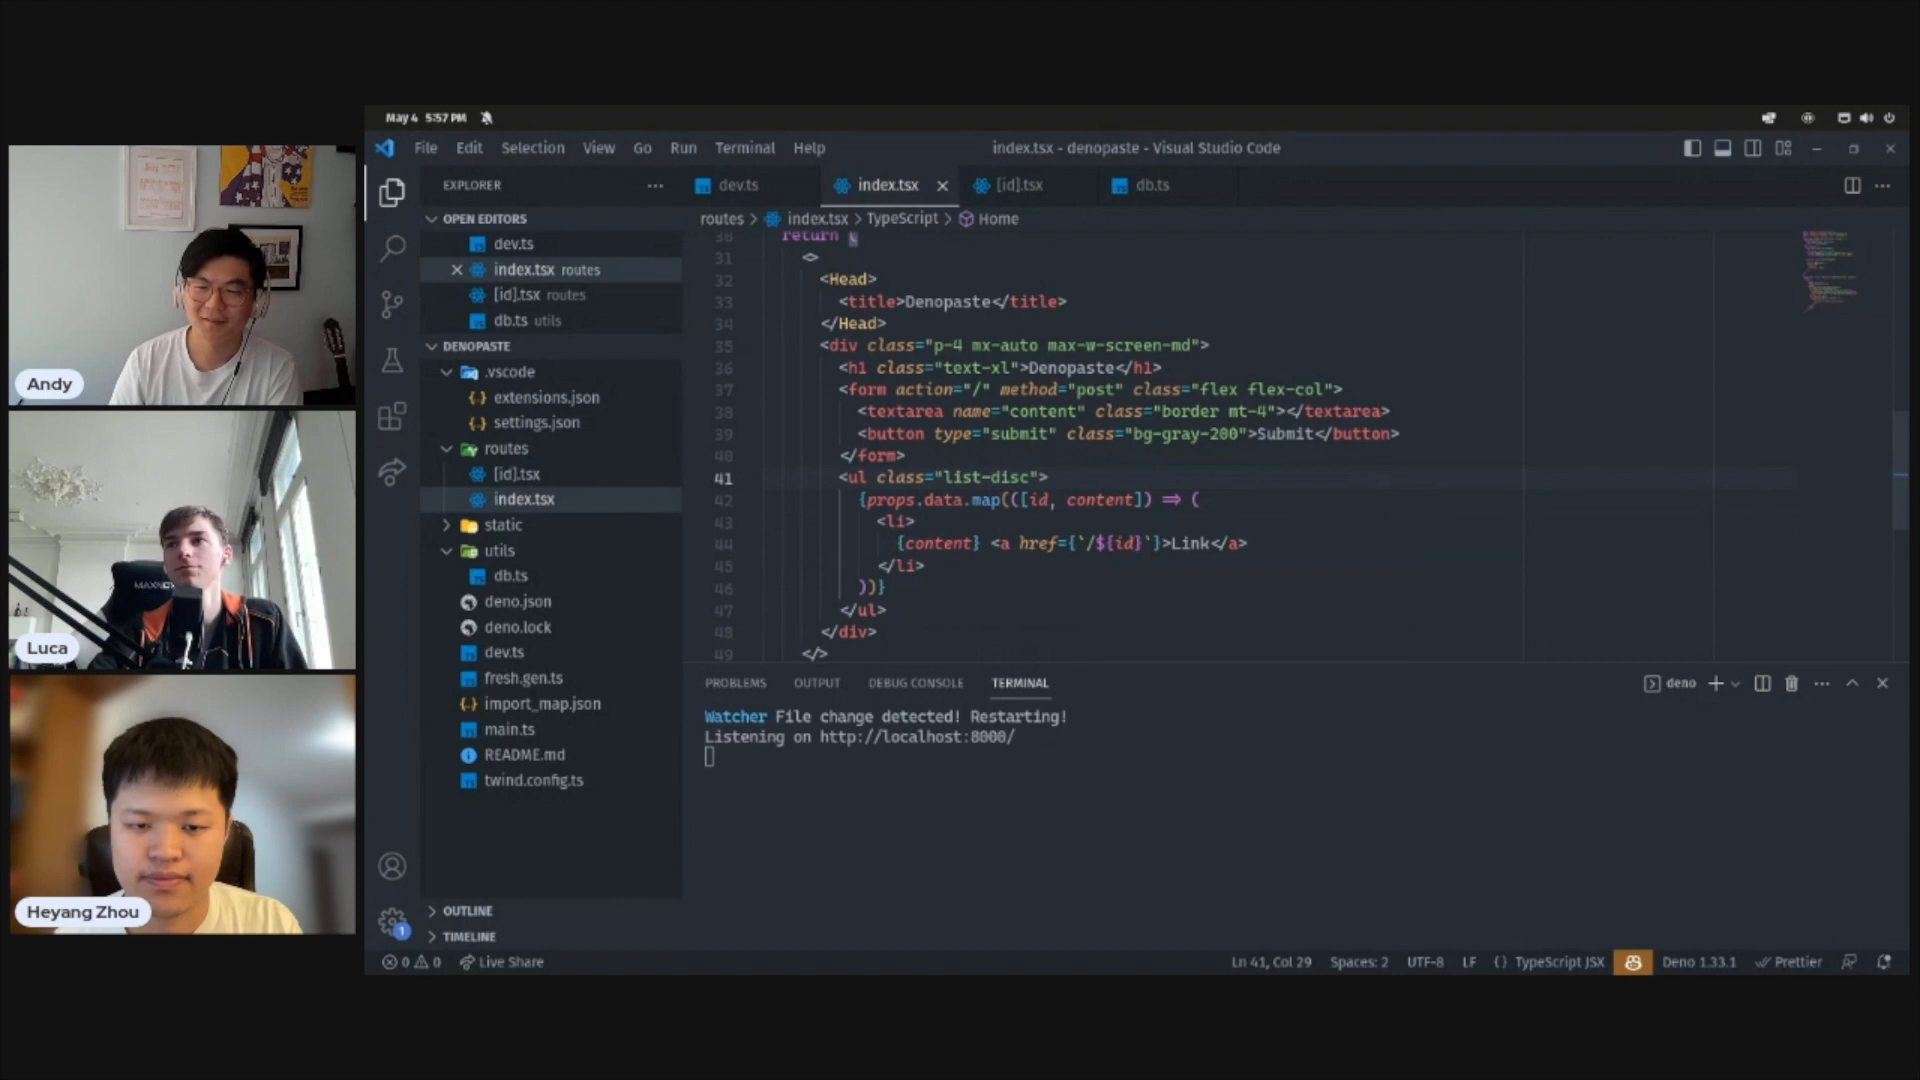 Andy
Luca
MAXNOMIC
Heyang Zhou
May 4 5:57 PM
File Edit Selection View Go Run Terminal Help
index.tsx - denopaste - Visual Studio Code
EXPLORER
OPEN EDITORS
dev.ts
index.tsx routes
[id].tsx routes
db.ts utils
DENOPASTE
.vscode
extensions.json
settings.json
routes
[id].tsx
index.tsx
static
utils
db.ts
deno.json
deno.lock
dev.ts
fresh.gen.ts
import_map.json
main.ts
README.md
twind.config.ts
OUTLINE
TIMELINE
dev.ts index.tsx [id].tsx db.ts
routes > index.tsx > TypeScript > Home
30 return (
31 <>
32 <Head>
33 <title>Denopaste</title>
34 </Head>
35 <div class="p-4 mx-auto max-w-screen-md">
36 <h1 class="text-xl">Denopaste</h1>
37 <form action="/" method="post" class="flex flex-col">
38 <textarea name="content" class="border mt-4"></textarea>
39 <button type="submit" class="bg-gray-200">Submit</button>
40 </form>
41 <ul class="list-disc">
42 {props.data.map(([id, content]) => (
43 <li>
44 {content} <a href={`/${id}`}>Link</a>
45 </li>
46 ))}
47 </ul>
48 </div>
49 </>
PROBLEMS OUTPUT DEBUG CONSOLE TERMINAL
deno
Watcher File change detected! Restarting!
Listening on http://localhost:8000/
1
0 0 Live Share
Ln 41, Col 29 Spaces: 2 UTF-8 LF {} TypeScript JSX Deno 1.33.1 Prettier